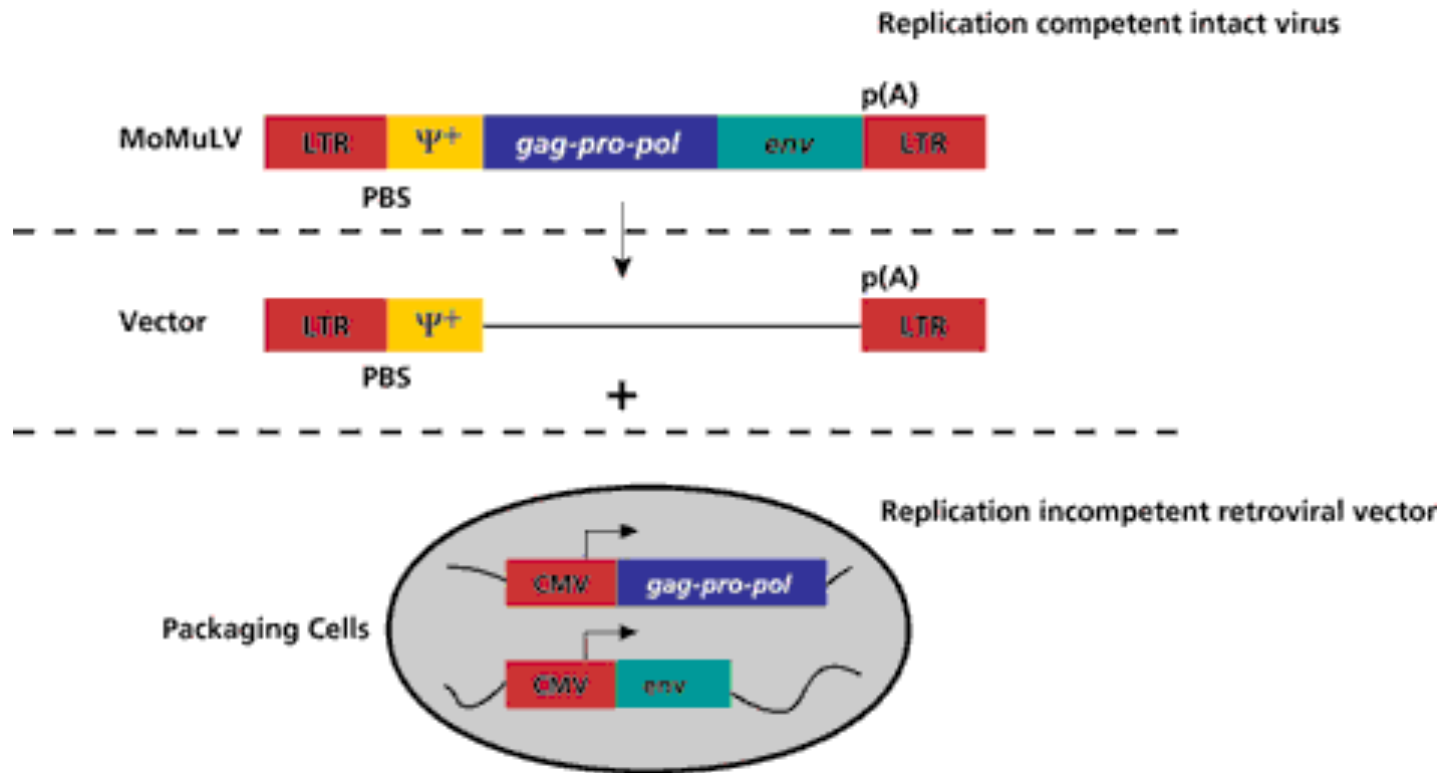 Replication competent intact virus
p(A)
MoMuLV LTR Ψ+ gag-pro-pol env LTR
PBS
p(A)
Vector LTR Ψ+ LTR
PBS
+
Replication incompetent retroviral vector
CMV gag-pro-pol
Packaging Cells
CMV env